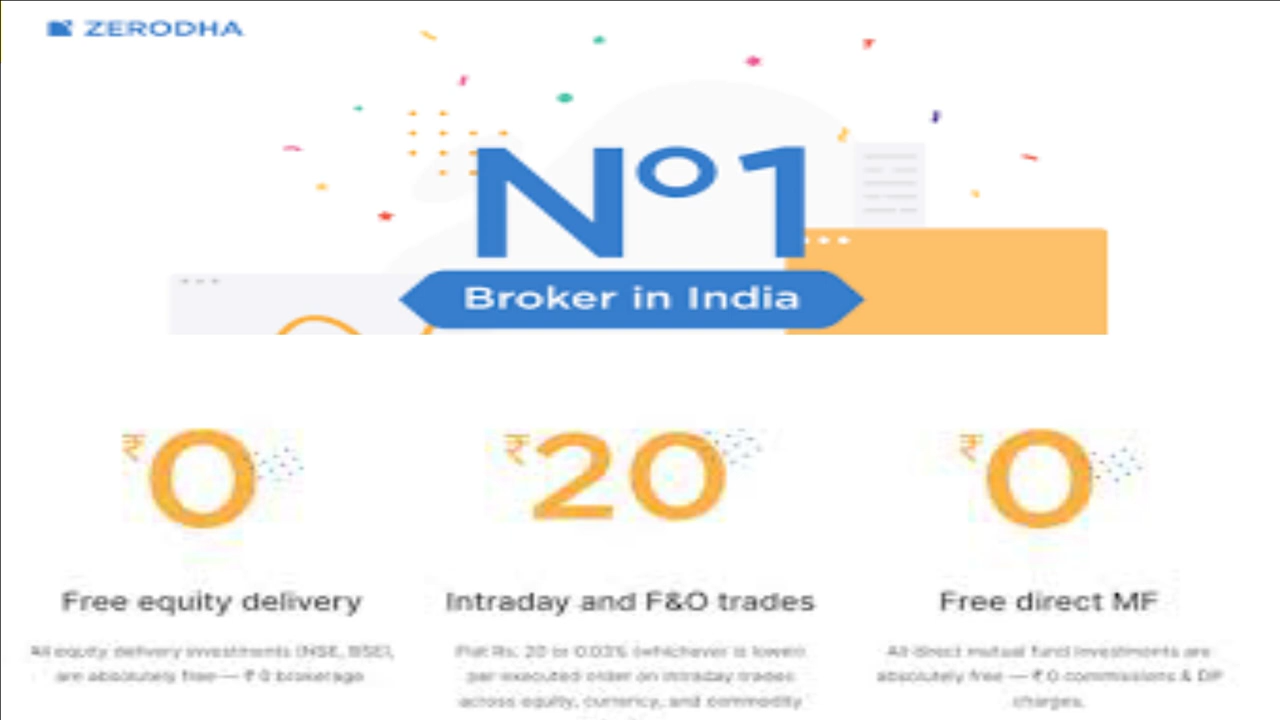 ZERODHA
Nº1
Broker in India
₹0
₹20
₹0
Free equity delivery
Intraday and F&O trades
Free direct MF
All equity delivery investments (NSE, BSE),
are absolutely free — ₹ 0 brokerage.
Flat Rs. 20 or 0.03% (whichever is lower)
per executed order on intraday trades
across equity, currency, and commodity
All direct mutual fund investments are
absolutely free — ₹ 0 commissions & DP
charges.